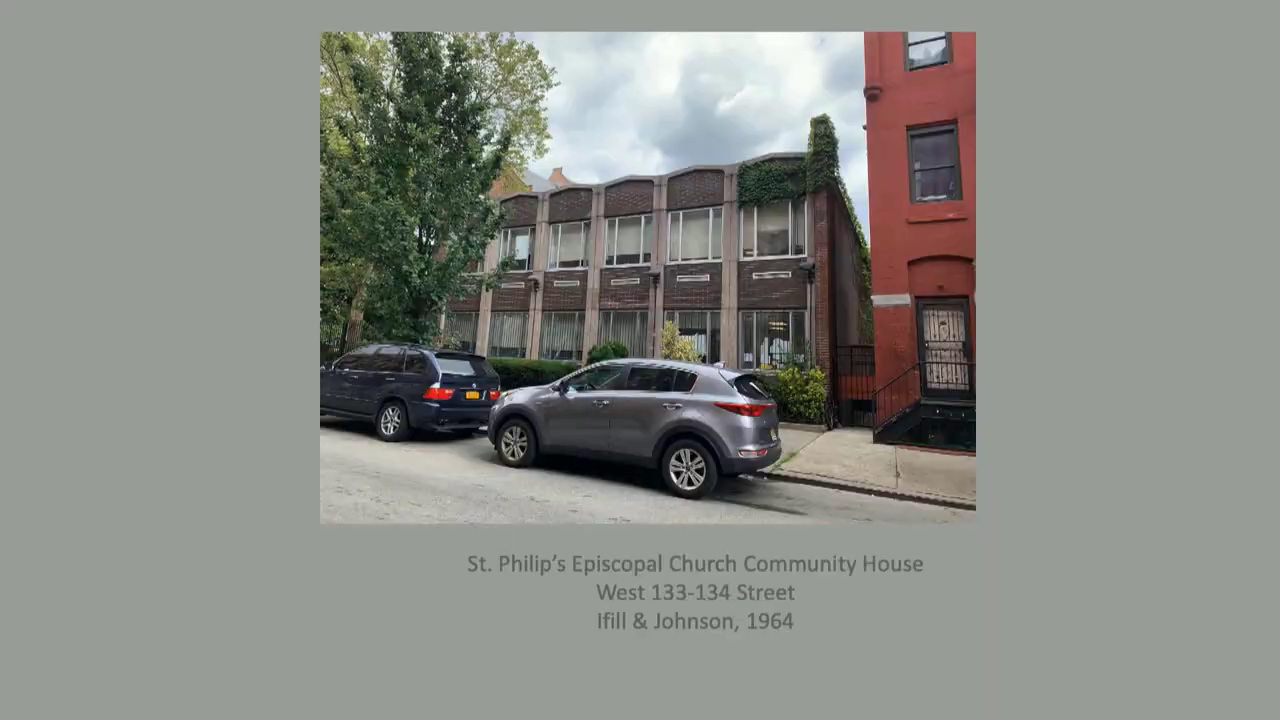 St. Philip’s Episcopal Church Community House
West 133-134 Street
Ifill & Johnson, 1964